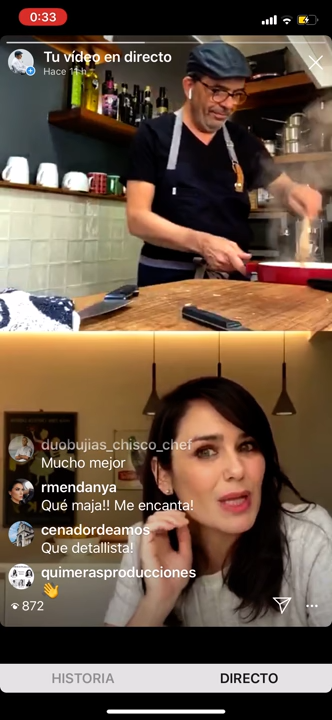 0:33
Tu vídeo en directo
Hace 11 h
duobujias_chisco_chef
Mucho mejor
rmendanya
Qué maja!! Me encanta!
cenadordeamos
Que detallista!
quimerasproducciones
👋
872
HISTORIA
DIRECTO